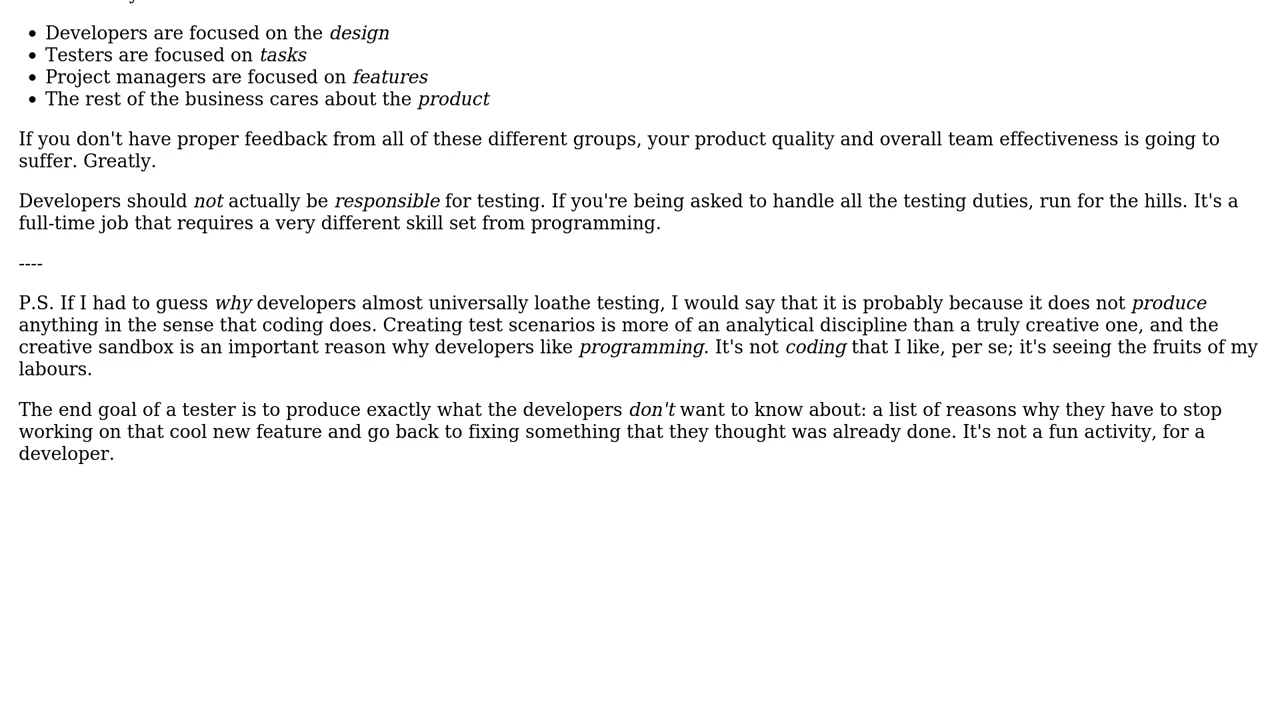 Developers are focused on the design
Testers are focused on tasks
Project managers are focused on features
The rest of the business cares about the product
If you don't have proper feedback from all of these different groups, your product quality and overall team effectiveness is going to
suffer. Greatly.
Developers should not actually be responsible for testing. If you're being asked to handle all the testing duties, run for the hills. It's a
full-time job that requires a very different skill set from programming.
----
P.S. If I had to guess why developers almost universally loathe testing, I would say that it is probably because it does not produce
anything in the sense that coding does. Creating test scenarios is more of an analytical discipline than a truly creative one, and the
creative sandbox is an important reason why developers like programming. It's not coding that I like, per se; it's seeing the fruits of my
labours.
The end goal of a tester is to produce exactly what the developers don't want to know about: a list of reasons why they have to stop
working on that cool new feature and go back to fixing something that they thought was already done. It's not a fun activity, for a
developer.